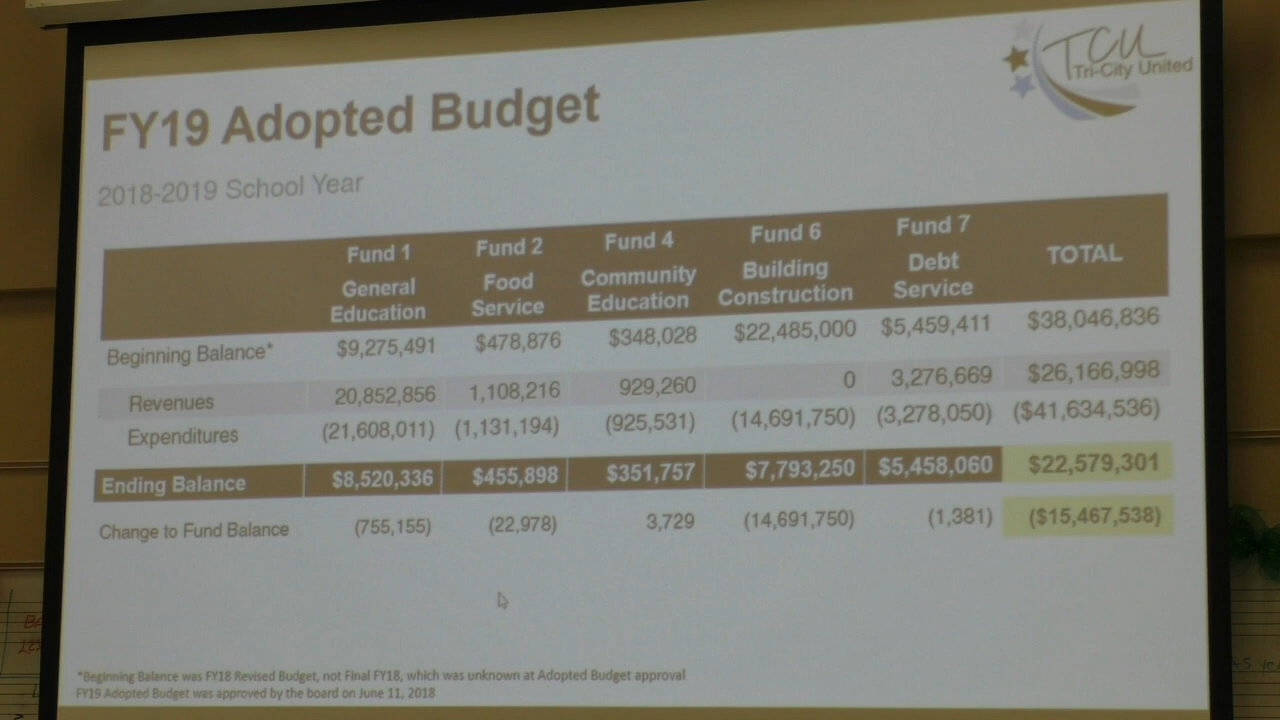 TCU
Tri-City United
FY19 Adopted Budget
2018-2019 School Year
Fund 1 General Education Fund 2 Food Service Fund 4 Community Education Fund 6 Building Construction Fund 7 Debt Service TOTAL
Beginning Balance* $9,275,491 $478,876 $348,028 $22,485,000 $5,459,411 $38,046,836
Revenues 20,852,856 1,108,216 929,260 0 3,276,669 $26,166,998
Expenditures (21,608,011) (1,131,194) (925,531) (14,691,750) (3,278,050) ($41,634,536)
Ending Balance $8,520,336 $455,898 $351,757 $7,793,250 $5,458,060 $22,579,301
Change to Fund Balance (755,155) (22,978) 3,729 (14,691,750) (1,381) ($15,467,538)
*Beginning Balance was FY18 Revised Budget, not Final FY18, which was unknown at Adopted Budget approval
FY19 Adopted Budget was approved by the board on June 11, 2018